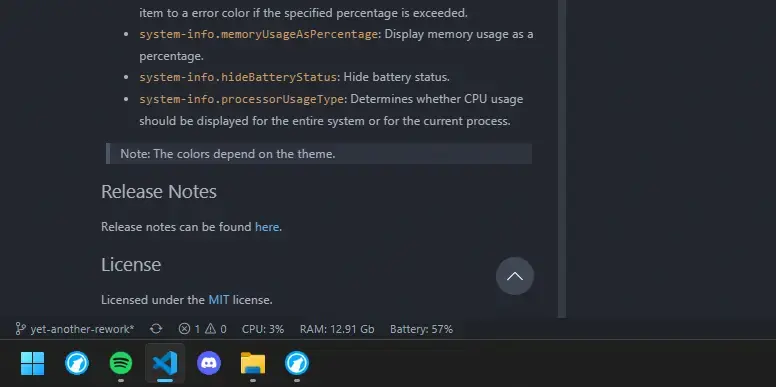 item to a error color if the specified percentage is exceeded.
• system-info.memoryUsageAsPercentage: Display memory usage as a
percentage.
• system-info.hideBatteryStatus: Hide battery status.
• system-info.processorUsageType: Determines whether CPU usage
should be displayed for the entire system or for the current process.
Note: The colors depend on the theme.
Release Notes
Release notes can be found here.
License
Licensed under the MIT license.
yet-another-rework* 1 0 CPU: 3% RAM: 12.91 Gb Battery: 57%